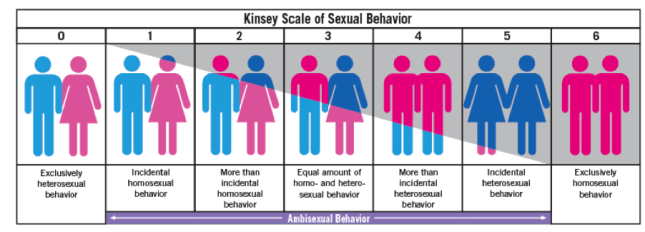 Kinsey Scale of Sexual Behavior
0 1 2 3 4 5 6
Exclusively
heterosexual
behavior
Incidental
homosexual
behavior
More than
incidental
homosexual
behavior
Equal amount of
homo- and hetero-
sexual behavior
More than
incidental
heterosexual
behavior
Incidental
heterosexual
behavior
Exclusively
homosexual
behavior
Ambisexual Behavior